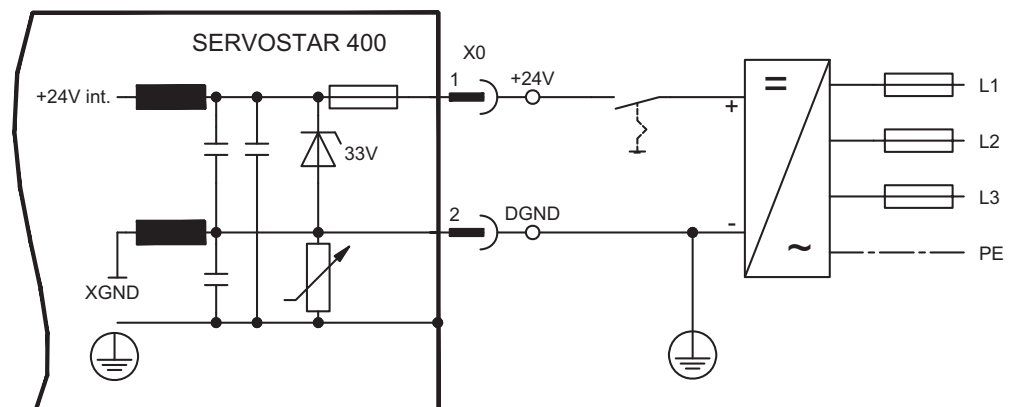 SERVOSTAR 400
X0
+24V int.
1
+24V
33V
2
DGND
XGND
=
+
-
~
L1
L2
L3
PE